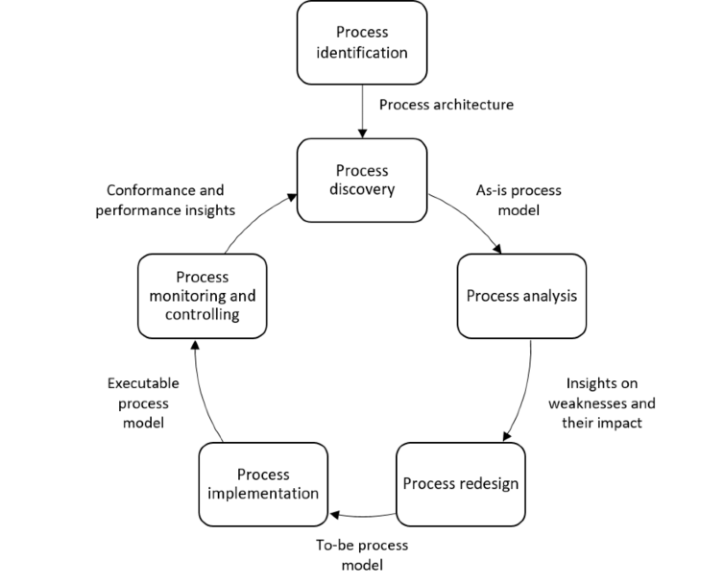 Process
identification
Process architecture
Process
discovery
As-is process
model
Process analysis
Insights on
weaknesses and
their impact
Process redesign
To-be process
model
Process
implementation
Executable
process
model
Process
monitoring and
controlling
Conformance and
performance insights